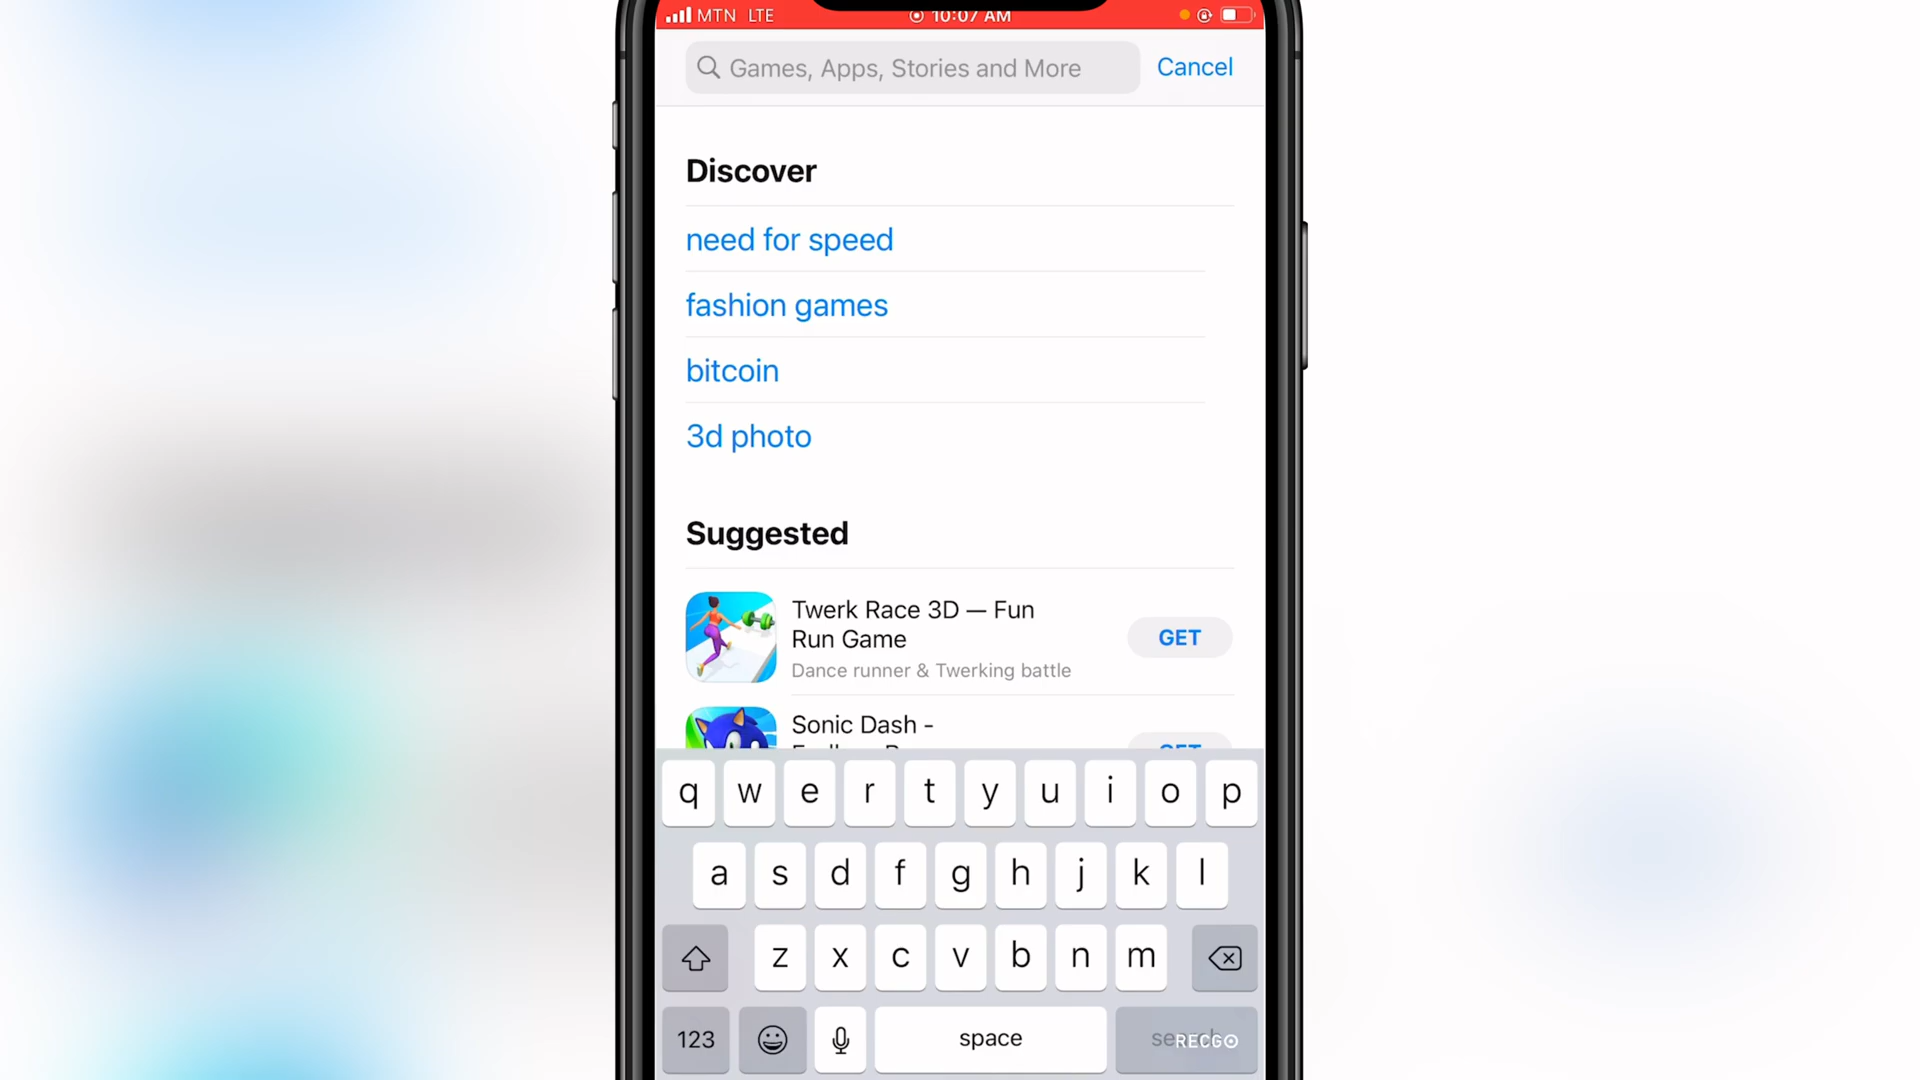 MTN LTE 10:07 AM
Games, Apps, Stories and More Cancel
Discover
need for speed
fashion games
bitcoin
3d photo
Suggested
Twerk Race 3D — Fun
Run Game
GET
Dance runner & Twerking battle
Sonic Dash -
GET
q w e r t y u i o p
a s d f g h j k l
z x c v b n m
123 space search
RECGO